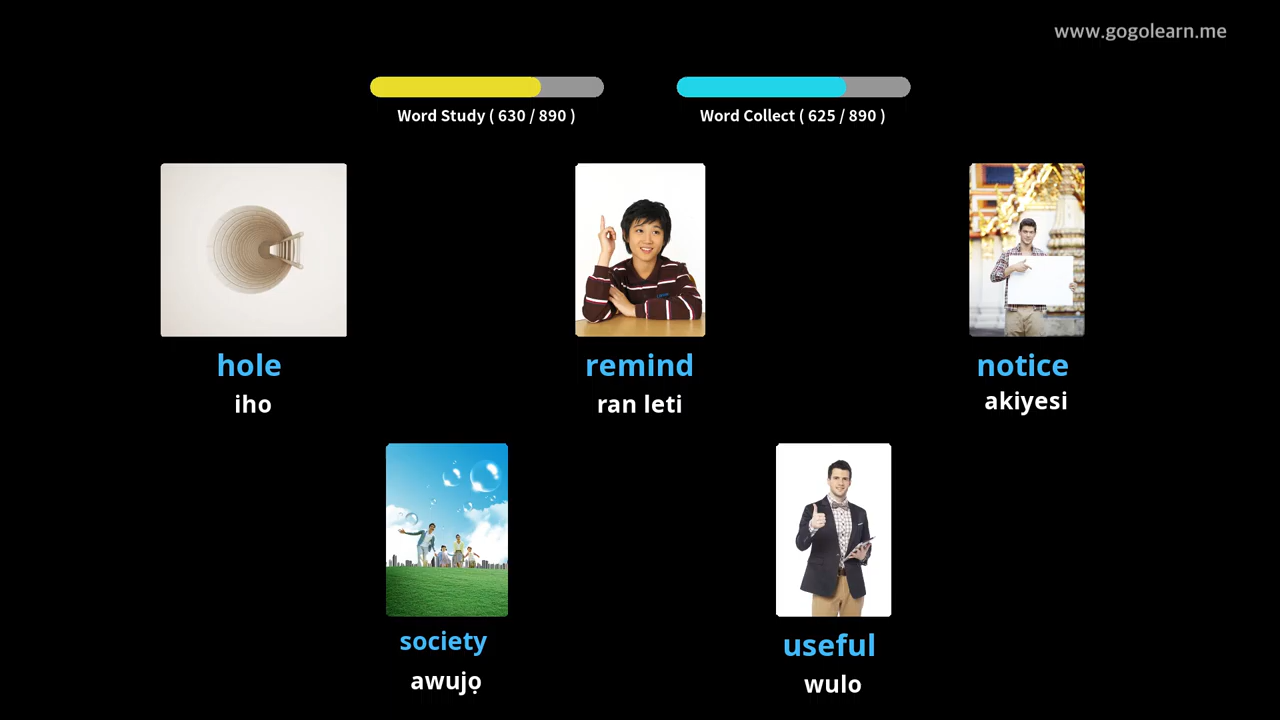 www.gogolearn.me
Word Study ( 630 / 890 )
Word Collect ( 625 / 890 )
hole
iho
remind
ran leti
notice
akiyesi
society
awujọ
useful
wulo